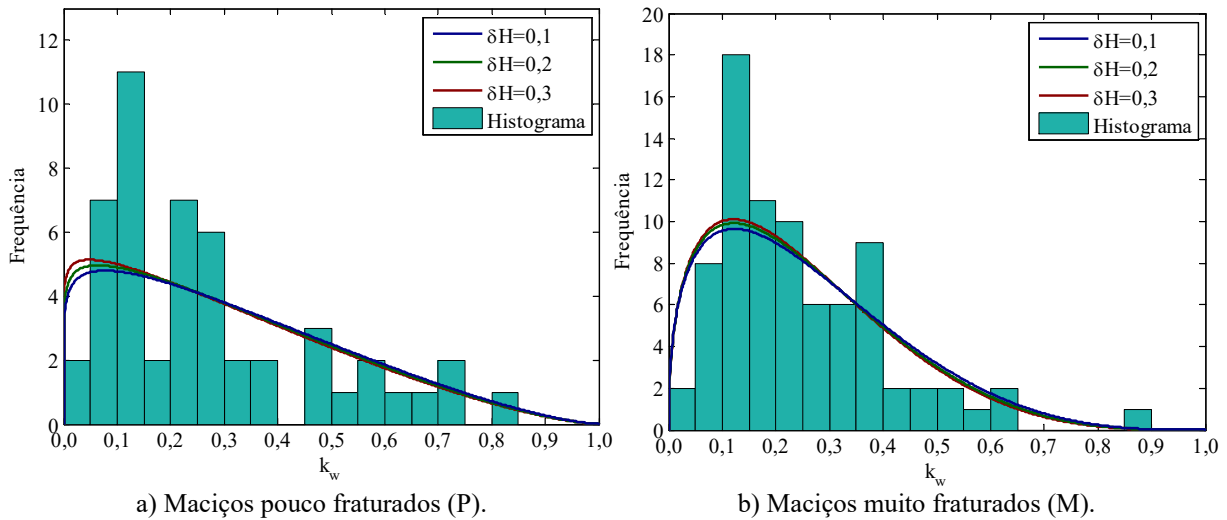 12
10
8
6
4
2
0
Frequência
0,0 0,1 0,2 0,3 0,4 0,5 0,6 0,7 0,8 0,9 1,0
k_w
δH=0,1
δH=0,2
δH=0,3
Histograma
a) Maciços pouco fraturados (P).
20
18
16
14
12
10
8
6
4
2
0
Frequência
0,0 0,1 0,2 0,3 0,4 0,5 0,6 0,7 0,8 0,9 1,0
k_w
δH=0,1
δH=0,2
δH=0,3
Histograma
b) Maciços muito fraturados (M).